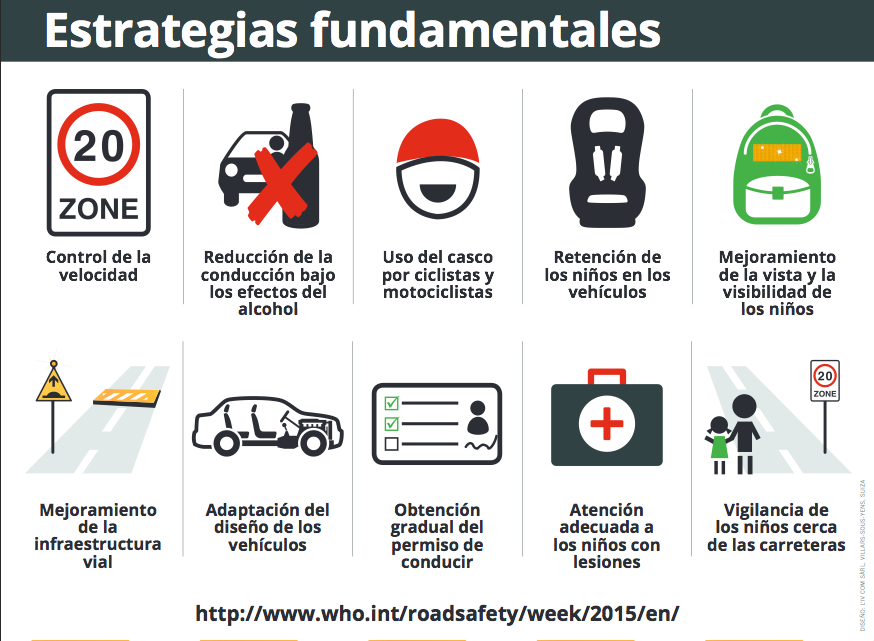 Estrategias fundamentales
20
ZONE
Control de la
velocidad
Reducción de la
conducción bajo
los efectos del
alcohol
Uso del casco
por ciclistas y
motociclistas
Retención de
los niños en los
vehículos
Mejoramiento
de la vista y la
visibilidad de
los niños
20
ZONE
Mejoramiento
de la
infraestructura
vial
Adaptación del
diseño de los
vehículos
Obtención
gradual del
permiso de
conducir
Atención
adecuada a
los niños con
lesiones
Vigilancia de
los niños cerca
de las carreteras
http://www.who.int/roadsafety/week/2015/en/
DISEÑO: L'IV COM SÀRL, VILLARS-SOUS-YENS, SUIZA